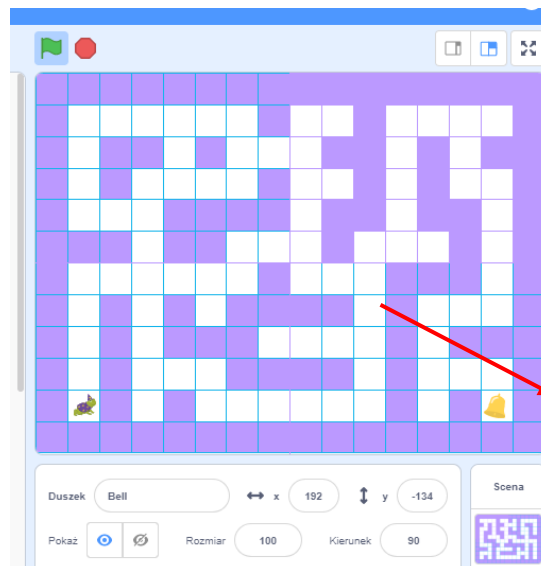 Duszek Bell ↔ x 192 ↕ y -134 Scena
Pokaż Rozmiar 100 Kierunek 90